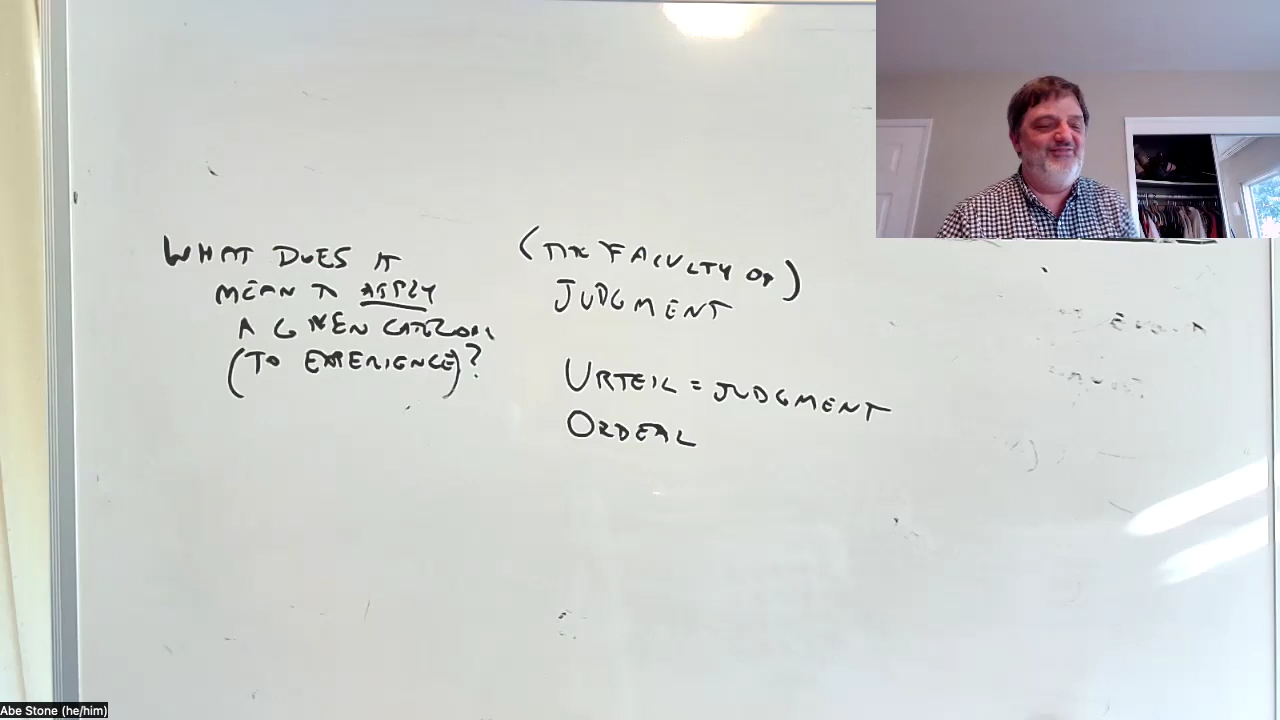 WHAT DOES IT
MEAN TO APPLY
A GIVEN CATEGORY
(TO EXPERIENCE)?
(THE FACULTY OF)
JUDGMENT
URTEIL = JUDGMENT
ORDEAL
Abe Stone (he/him)